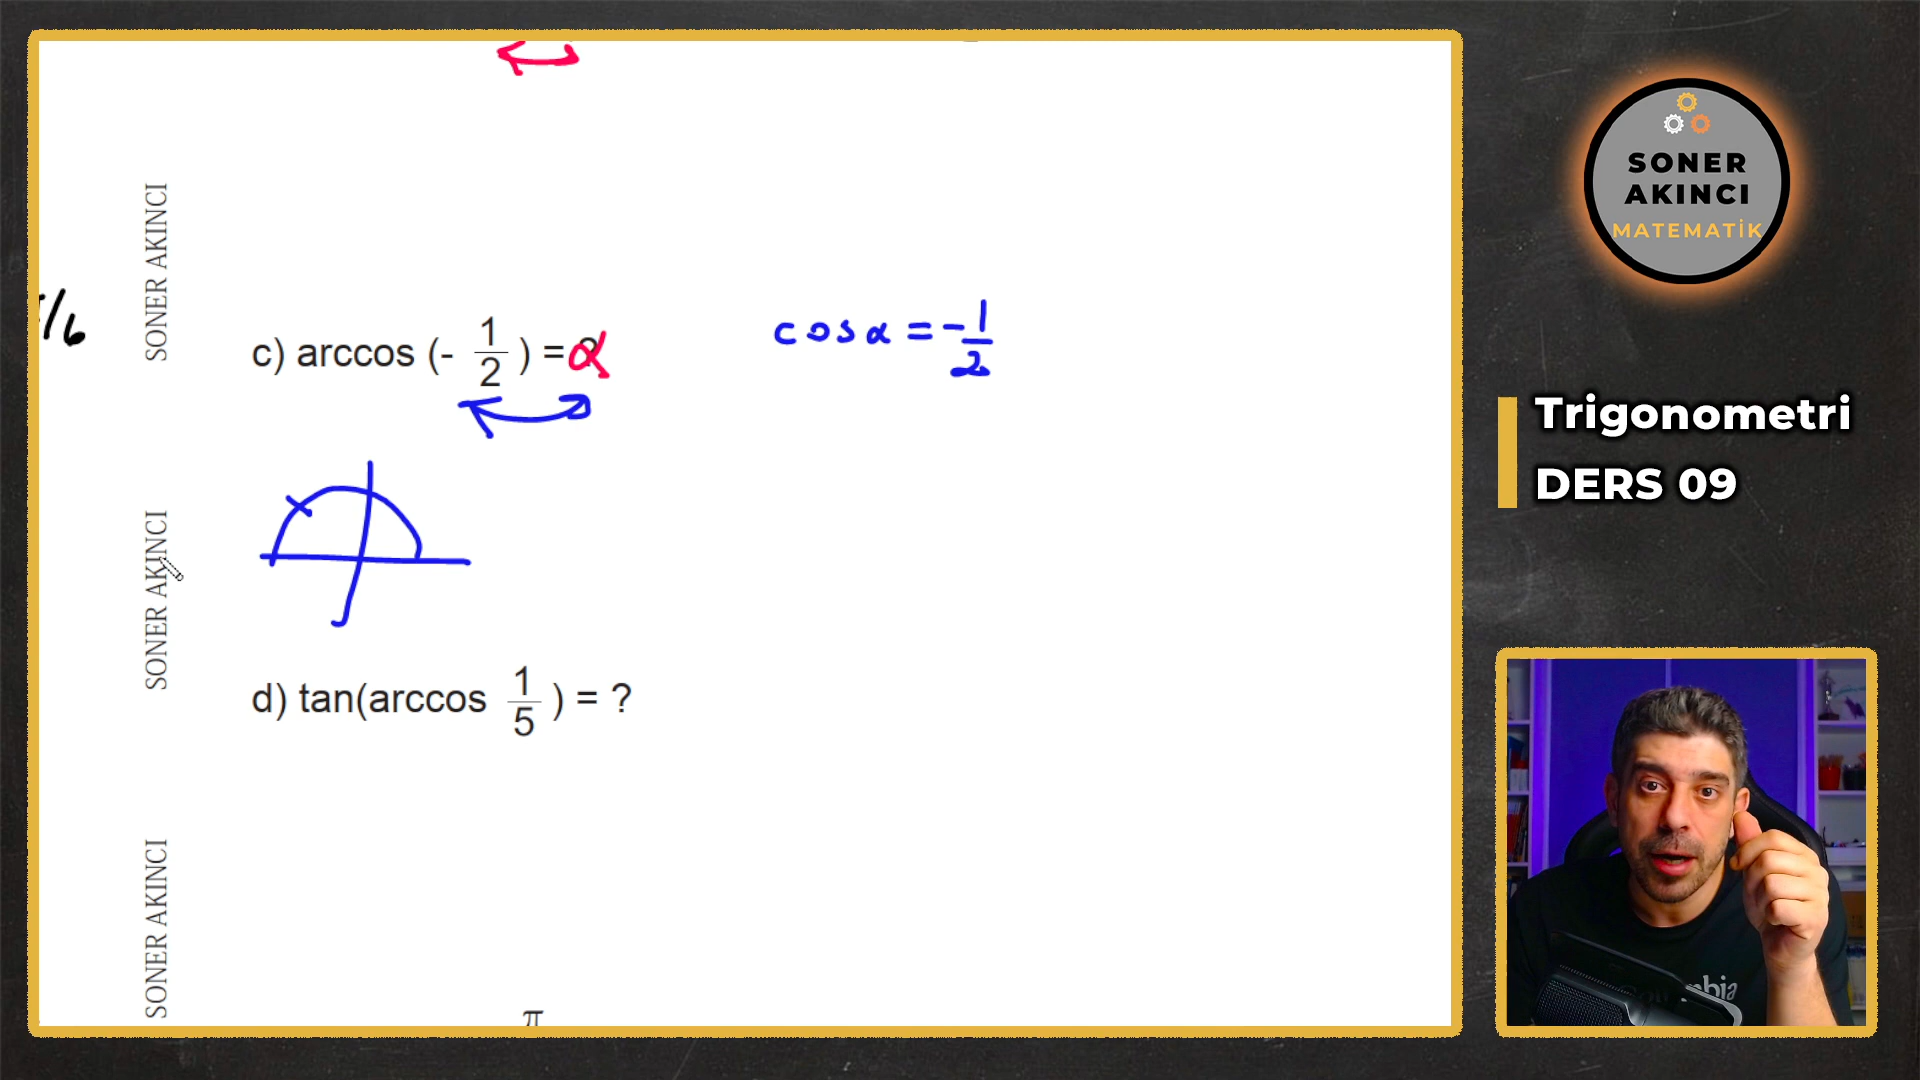 SONER AKINCI
/6
c) arccos (- 1/2) = α
cos α = - 1/2
SONER AKINCI
d) tan(arccos 1/5) = ?
SONER AKINCI
π
SONER
AKINCI
MATEMATİK
Trigonometri
DERS 09